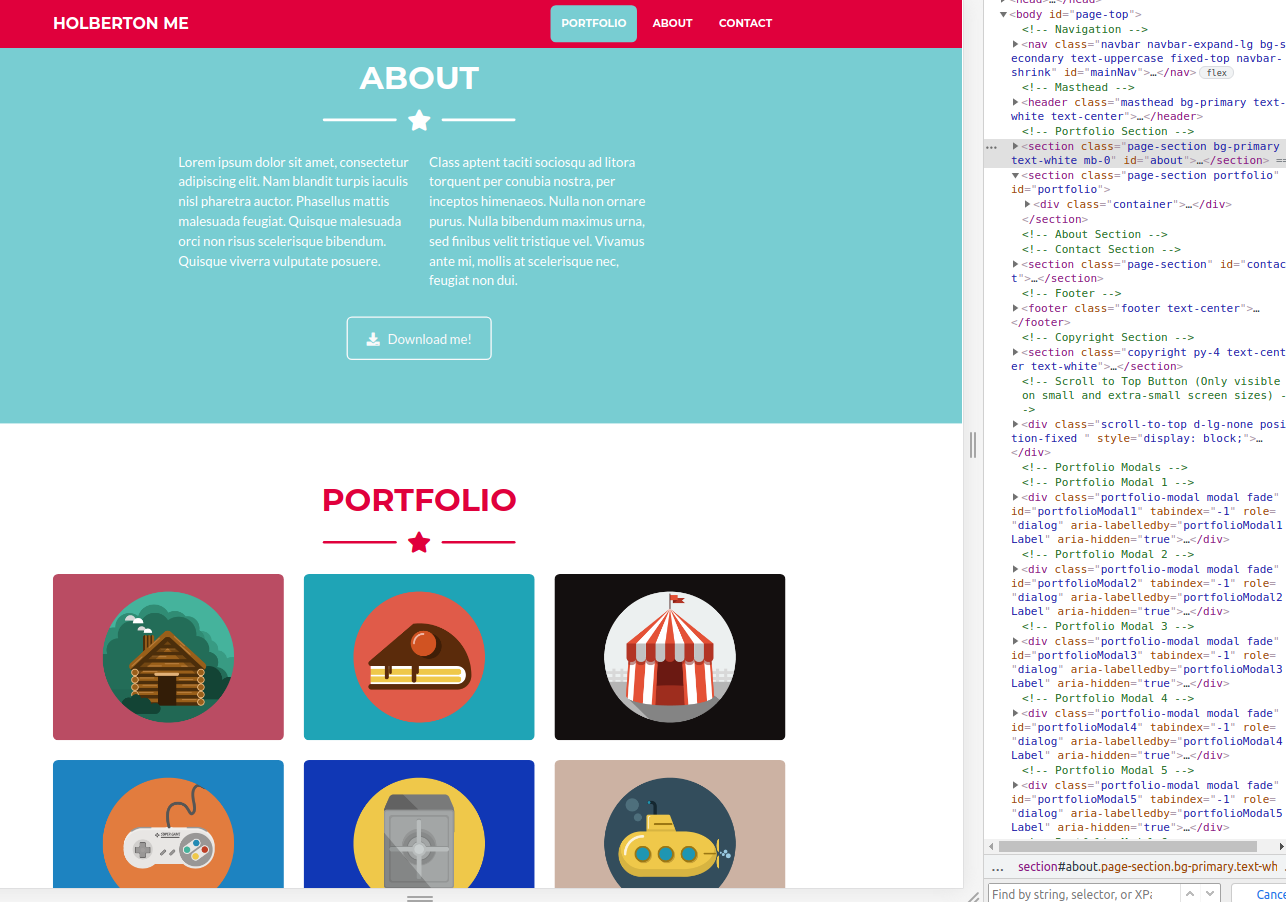 HOLBERTON ME
PORTFOLIO
ABOUT
CONTACT
ABOUT
Lorem ipsum dolor sit amet, consectetur
adipiscing elit. Nam blandit turpis iaculis
nisl pharetra auctor. Phasellus mattis
malesuada feugiat. Quisque malesuada
orci non risus scelerisque bibendum.
Quisque viverra vulputate posuere.
Class aptent taciti sociosqu ad litora
torquent per conubia nostra, per
inceptos himenaeos. Nulla non ornare
purus. Nulla bibendum maximus urna,
sed finibus velit tristique vel. Vivamus
ante mi, mollis at scelerisque nec,
feugiat non dui.
Download me!
PORTFOLIO
<body id="page-top">
<!-- Navigation -->
<nav class="navbar navbar-expand-lg bg-s
econdary text-uppercase fixed-top navbar-
shrink" id="mainNav">…</nav> flex
<!-- Masthead -->
<header class="masthead bg-primary text-
white text-center">…</header>
<!-- Portfolio Section -->
… <section class="page-section bg-primary
text-white mb-0" id="about">…</section> ==
<section class="page-section portfolio"
id="portfolio">
<div class="container">…</div>
</section>
<!-- About Section -->
<!-- Contact Section -->
<section class="page-section" id="contac
t">…</section>
<!-- Footer -->
<footer class="footer text-center">…
</footer>
<!-- Copyright Section -->
<section class="copyright py-4 text-cent
er text-white">…</section>
<!-- Scroll to Top Button (Only visible
on small and extra-small screen sizes) -
->
<div class="scroll-to-top d-lg-none posi
tion-fixed " style="display: block;">…
</div>
<!-- Portfolio Modals -->
<!-- Portfolio Modal 1 -->
<div class="portfolio-modal modal fade"
id="portfolioModal1" tabindex="-1" role=
"dialog" aria-labelledby="portfolioModal1
Label" aria-hidden="true">…</div>
<!-- Portfolio Modal 2 -->
<div class="portfolio-modal modal fade"
id="portfolioModal2" tabindex="-1" role=
"dialog" aria-labelledby="portfolioModal2
Label" aria-hidden="true">…</div>
<!-- Portfolio Modal 3 -->
<div class="portfolio-modal modal fade"
id="portfolioModal3" tabindex="-1" role=
"dialog" aria-labelledby="portfolioModal3
Label" aria-hidden="true">…</div>
<!-- Portfolio Modal 4 -->
<div class="portfolio-modal modal fade"
id="portfolioModal4" tabindex="-1" role=
"dialog" aria-labelledby="portfolioModal4
Label" aria-hidden="true">…</div>
<!-- Portfolio Modal 5 -->
<div class="portfolio-modal modal fade"
id="portfolioModal5" tabindex="-1" role=
"dialog" aria-labelledby="portfolioModal5
Label" aria-hidden="true">…</div>
… section#about.page-section.bg-primary.text-wh
Find by string, selector, or XPa
Cance